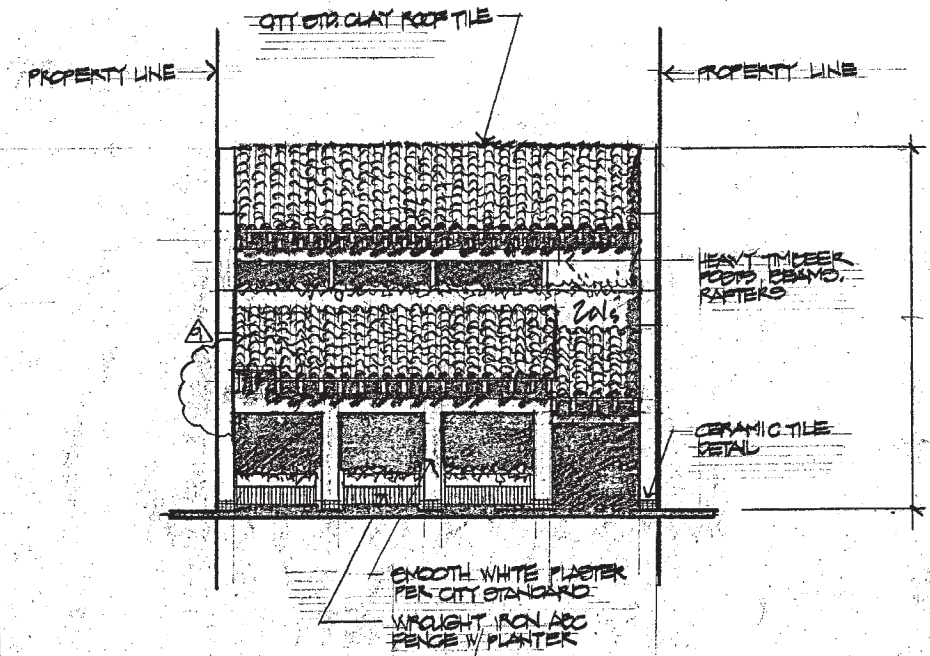 CITY STD. CLAY ROOF TILE
PROPERTY LINE
PROPERTY LINE
HEAVY TIMBEER
POSTS, BEAMS,
RAFTERS
CERAMIC TILE
DETAIL
SMOOTH WHITE PLASTER
PER CITY STANDARD
WROUGHT IRON ABC
FENCE W/ PLANTER